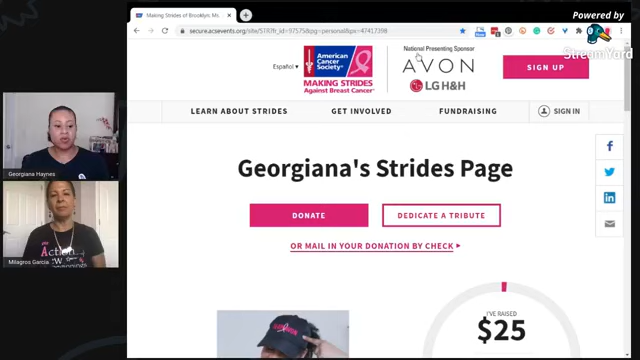 Powered by
StreamYard
Making Strides of Brooklyn: Ma
secure.acsevents.org/site/STR?fr_id=97575&pg=personal&px=47417398
Español
American
Cancer
Society
MAKING STRIDES
Against Breast Cancer
National Presenting Sponsor
AVON
LG H&H
SIGN UP
LEARN ABOUT STRIDES
GET INVOLVED
FUNDRAISING
SIGN IN
Georgiana's Strides Page
DONATE
DEDICATE A TRIBUTE
OR MAIL IN YOUR DONATION BY CHECK
I'VE RAISED
$25
Georgiana Haynes
Action
Milagros Garcia